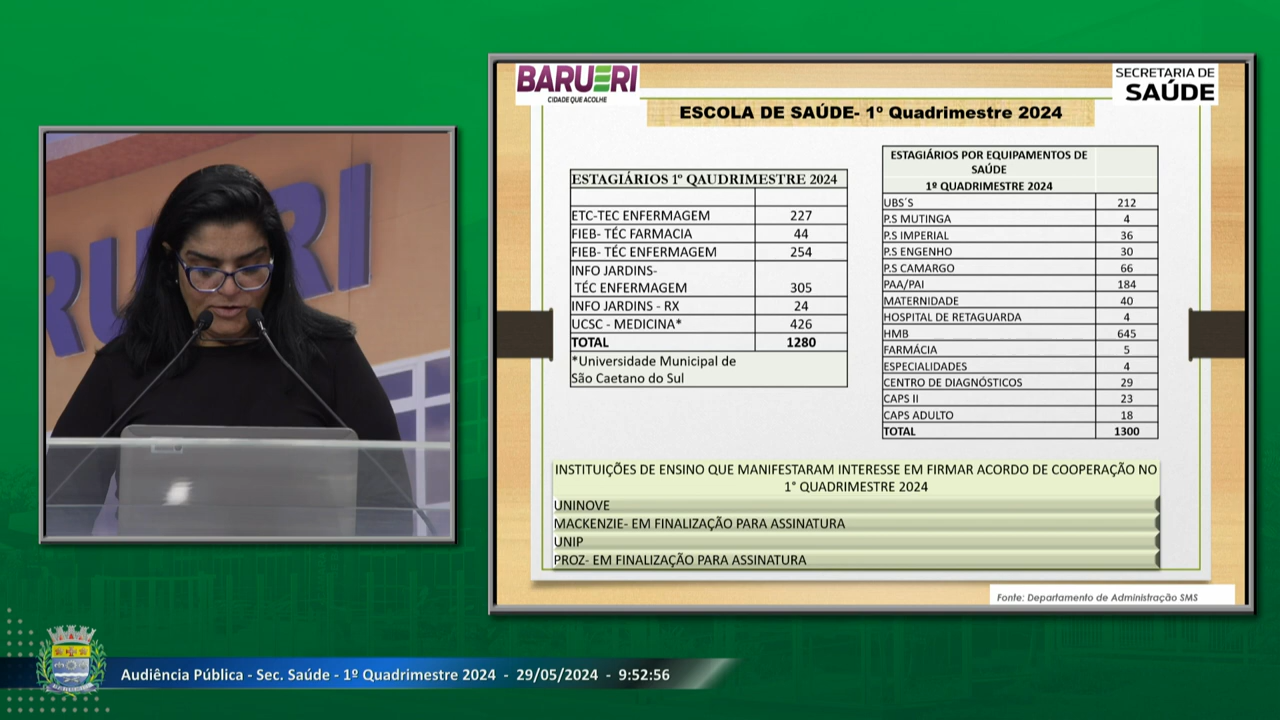 BARUERI
CIDADE QUE ACOLHE
SECRETARIA DE
SAÚDE
ESCOLA DE SAÚDE- 1º Quadrimestre 2024
ESTAGIÁRIOS 1º QAUDRIMESTRE 2024
ETC-TEC ENFERMAGEM 227
FIEB- TÉC FARMACIA 44
FIEB- TÉC ENFERMAGEM 254
INFO JARDINS-
TÉC ENFERMAGEM 305
INFO JARDINS - RX 24
UCSC - MEDICINA* 426
TOTAL 1280
*Universidade Municipal de
São Caetano do Sul
ESTAGIÁRIOS POR EQUIPAMENTOS DE
SAÚDE
1º QUADRIMESTRE 2024
UBS´S 212
P.S MUTINGA 4
P.S IMPERIAL 36
P.S ENGENHO 30
P.S CAMARGO 66
PAA/PAI 184
MATERNIDADE 40
HOSPITAL DE RETAGUARDA 4
HMB 645
FARMÁCIA 5
ESPECIALIDADES 4
CENTRO DE DIAGNÓSTICOS 29
CAPS II 23
CAPS ADULTO 18
TOTAL 1300
INSTITUIÇÕES DE ENSINO QUE MANIFESTARAM INTERESSE EM FIRMAR ACORDO DE COOPERAÇÃO NO
1° QUADRIMESTRE 2024
UNINOVE
MACKENZIE- EM FINALIZAÇÃO PARA ASSINATURA
UNIP
PROZ- EM FINALIZAÇÃO PARA ASSINATURA
Fonte: Departamento de Administração SMS
RU RI
Audiência Pública - Sec. Saúde - 1º Quadrimestre 2024 - 29/05/2024 - 9:52:56